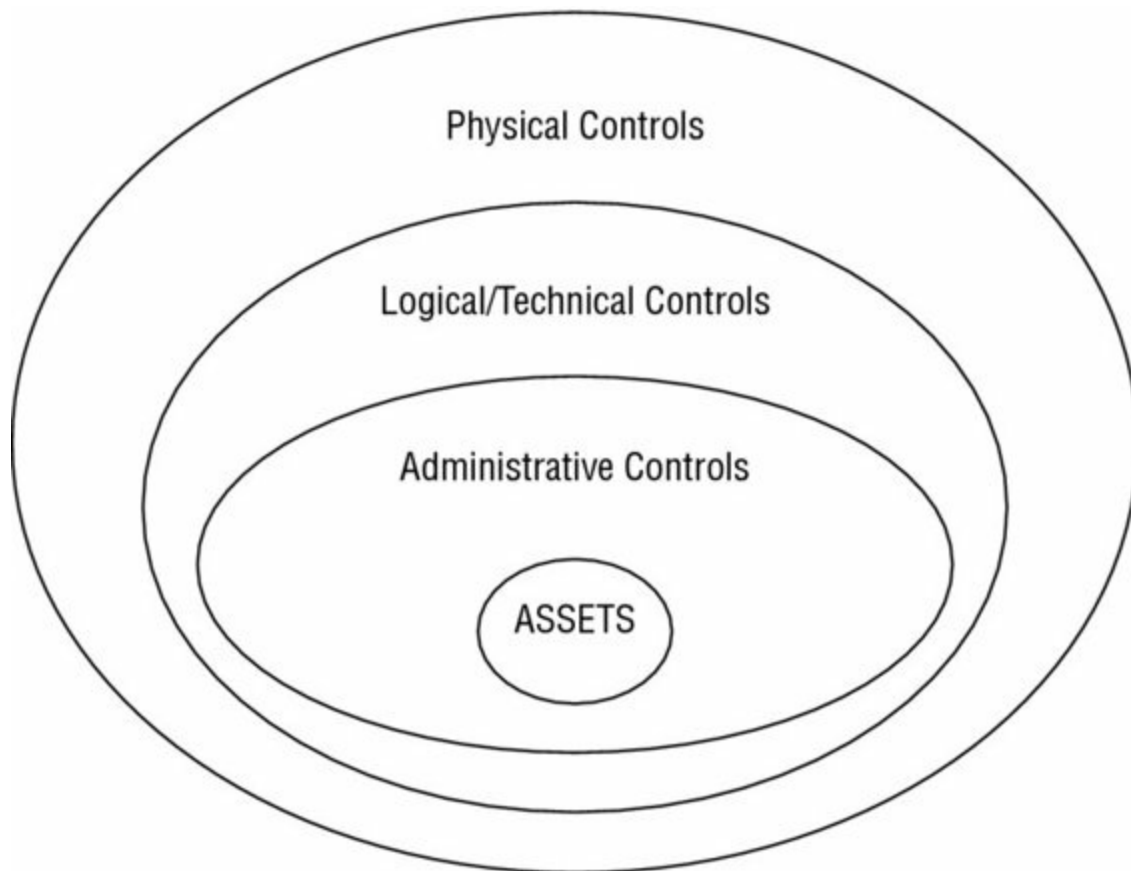 Physical Controls
Logical/Technical Controls
Administrative Controls
ASSETS